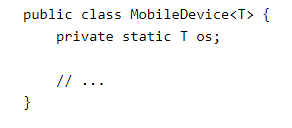 public class MobileDevice<T> {
    private static T os;

    // ...
}